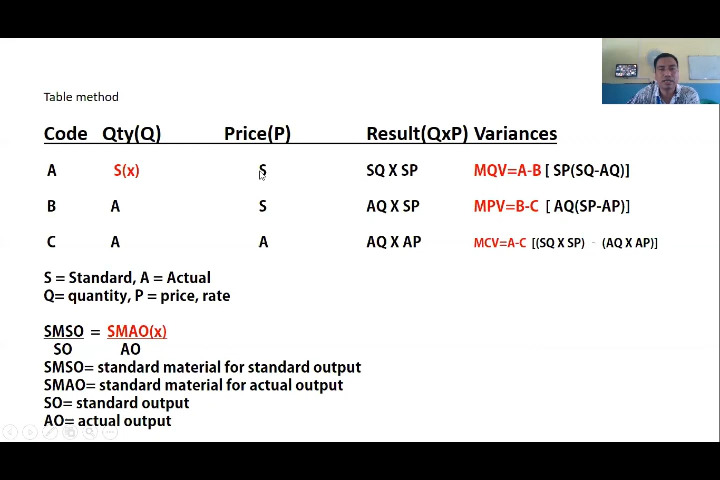 Table method
Code Qty(Q) Price(P) Result(QxP) Variances
A S(x) S SQ X SP MQV=A-B [ SP(SQ-AQ)]
B A S AQ X SP MPV=B-C [ AQ(SP-AP)]
C A A AQ X AP MCV=A-C [(SQ X SP) - (AQ X AP)]
S = Standard, A = Actual
Q= quantity, P = price, rate
SMSO = SMAO(x)
SO AO
SMSO= standard material for standard output
SMAO= standard material for actual output
SO= standard output
AO= actual output